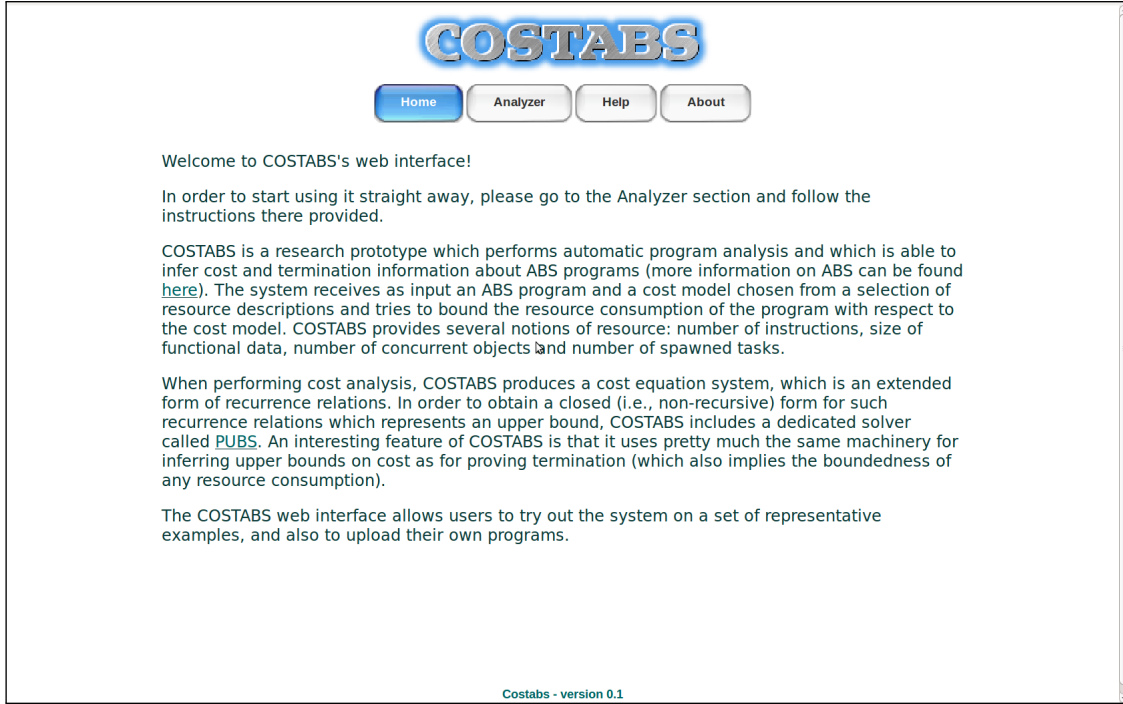 COSTABS
Home Analyzer Help About
Welcome to COSTABS's web interface!
In order to start using it straight away, please go to the Analyzer section and follow the
instructions there provided.
COSTABS is a research prototype which performs automatic program analysis and which is able to
infer cost and termination information about ABS programs (more information on ABS can be found
here). The system receives as input an ABS program and a cost model chosen from a selection of
resource descriptions and tries to bound the resource consumption of the program with respect to
the cost model. COSTABS provides several notions of resource: number of instructions, size of
functional data, number of concurrent objects and number of spawned tasks.
When performing cost analysis, COSTABS produces a cost equation system, which is an extended
form of recurrence relations. In order to obtain a closed (i.e., non-recursive) form for such
recurrence relations which represents an upper bound, COSTABS includes a dedicated solver
called PUBS. An interesting feature of COSTABS is that it uses pretty much the same machinery for
inferring upper bounds on cost as for proving termination (which also implies the boundedness of
any resource consumption).
The COSTABS web interface allows users to try out the system on a set of representative
examples, and also to upload their own programs.
Costabs - version 0.1